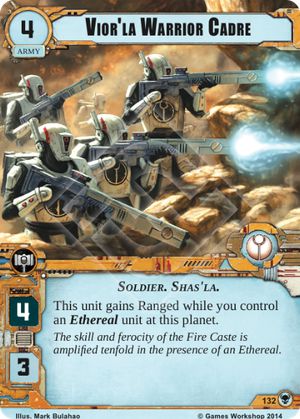 4
ARMY
VIOR'LA WARRIOR CADRE
SOLDIER. SHAS'LA.
4
3
This unit gains Ranged while you control
an Ethereal unit at this planet.
The skill and ferocity of the Fire Caste is
amplified tenfold in the presence of an Ethereal.
132
Illus. Mark Bulahao
© Games Workshop 2014